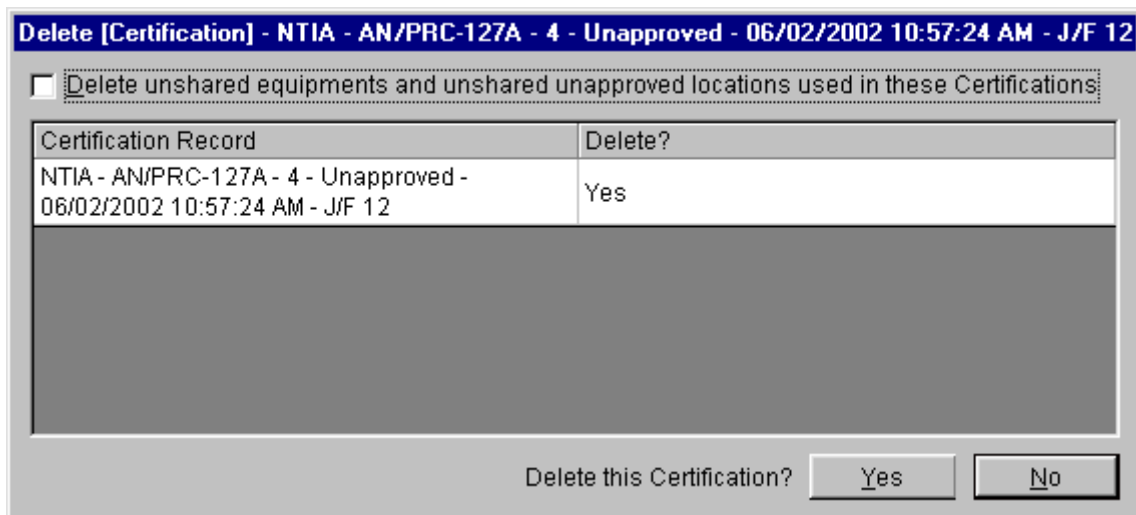 Delete [Certification] - NTIA - AN/PRC-127A - 4 - Unapproved - 06/02/2002 10:57:24 AM - J/F 12
Delete unshared equipments and unshared unapproved locations used in these Certifications
Certification Record Delete?
NTIA - AN/PRC-127A - 4 - Unapproved -
06/02/2002 10:57:24 AM - J/F 12
Yes
Delete this Certification? Yes No